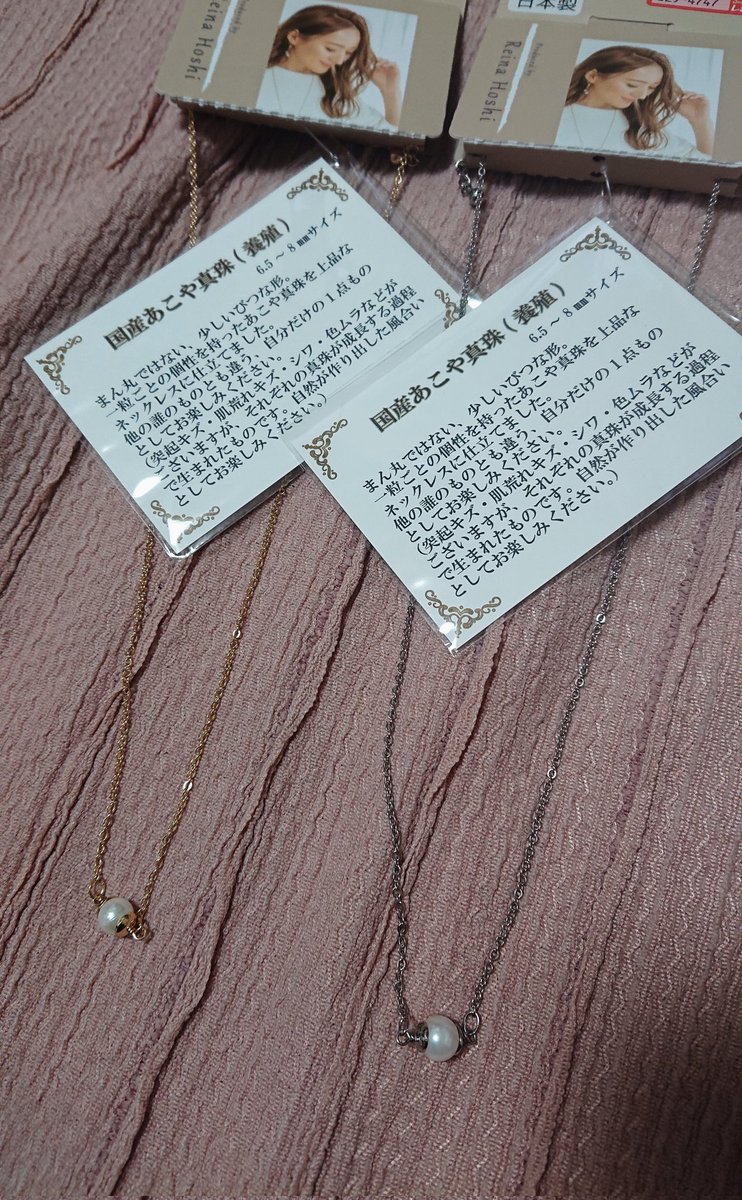 Produced by
Reina Hoshi
日本製
Produced by
Reina Hoshi
国産あこや真珠(養殖)
6.5～8㎜サイズ
まん丸ではない、少しいびつな形。
一粒ごとの個性を持ったあこや真珠を上品な
ネックレスに仕立てました。
他の誰のものとも違う、自分だけの1点もの
としてお楽しみください。
(突起キズ・肌荒れキズ・シワ・色ムラなどが
ございますが、それぞれの真珠が成長する過程
で生まれたものです。自然が作り出した風合い
としてお楽しみください。)
国産あこや真珠(養殖)
6.5～8㎜サイズ
まん丸ではない、少しいびつな形。
一粒ごとの個性を持ったあこや真珠を上品な
ネックレスに仕立てました。
他の誰のものとも違う、自分だけの1点もの
としてお楽しみください。
(突起キズ・肌荒れキズ・シワ・色ムラなどが
ございますが、それぞれの真珠が成長する過程
で生まれたものです。自然が作り出した風合い
としてお楽しみください。)